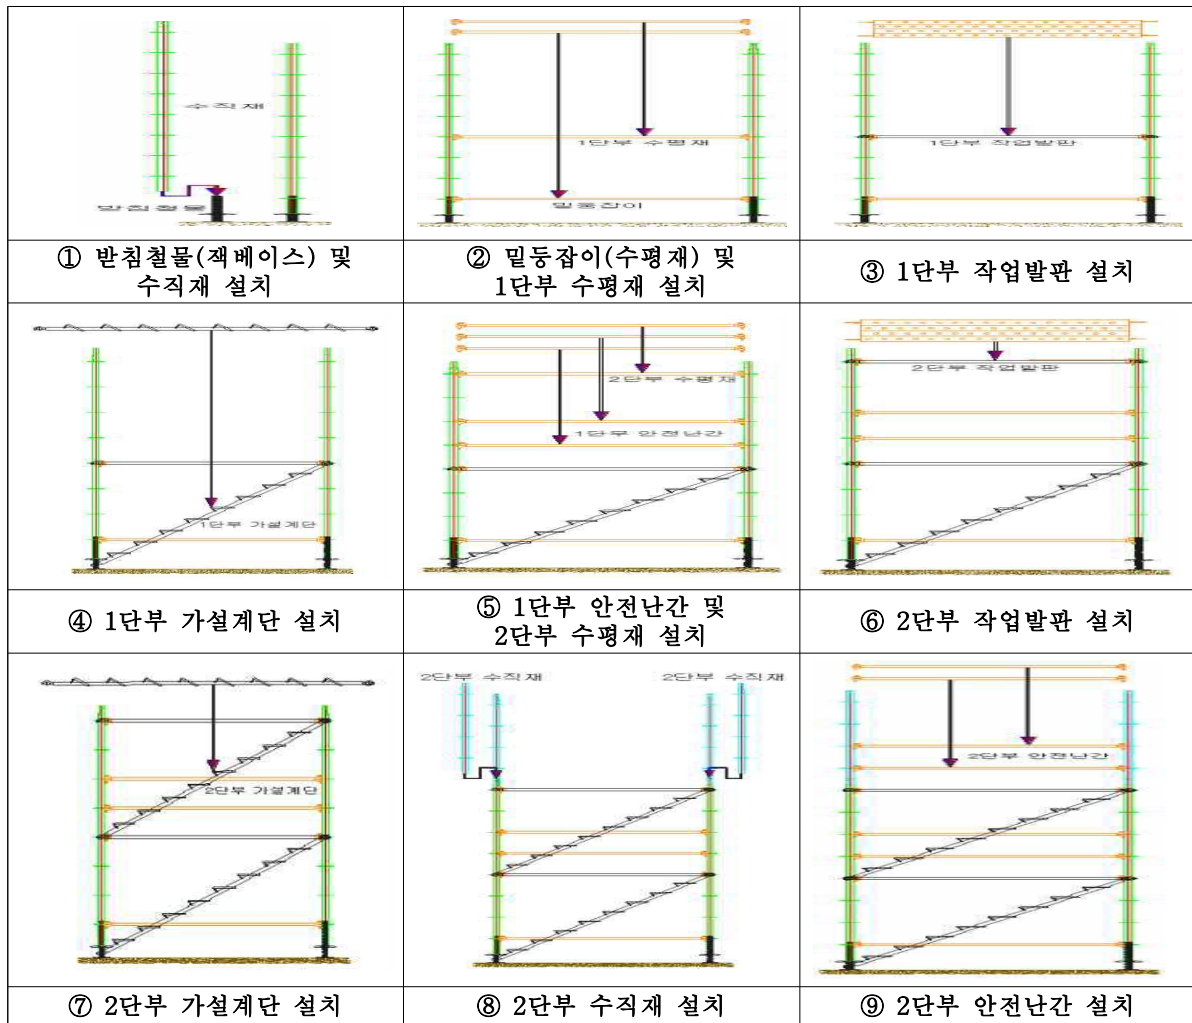 수직재
받침철물
① 받침철물(잭베이스) 및
수직재 설치
1단부 수평재
밑둥잡이
② 밑둥잡이(수평재) 및
1단부 수평재 설치
1단부 작업발판
③ 1단부 작업발판 설치
1단부 가설계단
④ 1단부 가설계단 설치
2단부 수평재
1단부 안전난간
⑤ 1단부 안전난간 및
2단부 수평재 설치
2단부 작업발판
⑥ 2단부 작업발판 설치
2단부 가설계단
⑦ 2단부 가설계단 설치
2단부 수직재 2단부 수직재
⑧ 2단부 수직재 설치
2단부 안전난간
⑨ 2단부 안전난간 설치